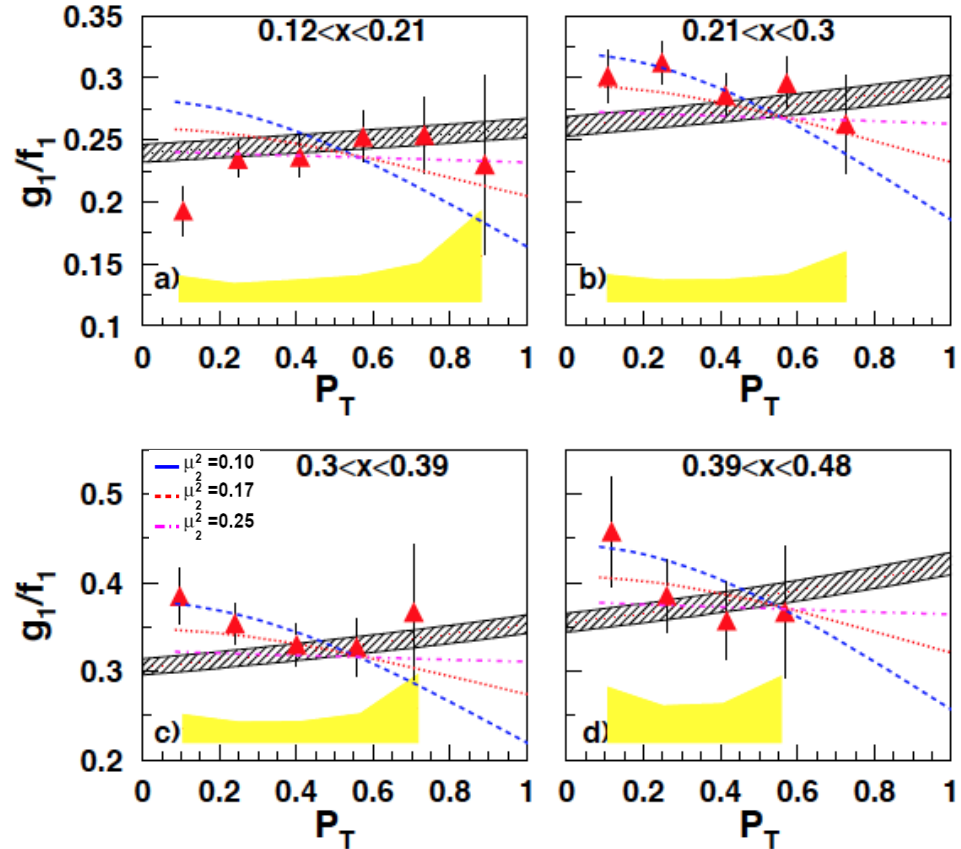 0.35
0.3
0.25
0.2
0.15
0.1
g₁/f₁
0.12<x<0.21
a)
0 0.2 0.4 0.6 0.8 1
P_T
0.21<x<0.3
b)
0 0.2 0.4 0.6 0.8 1
P_T
0.5
0.4
0.3
0.2
g₁/f₁
0.3<x<0.39
μ₂²=0.10
μ₂²=0.17
μ₂²=0.25
c)
0 0.2 0.4 0.6 0.8 1
P_T
0.39<x<0.48
d)
0 0.2 0.4 0.6 0.8 1
P_T